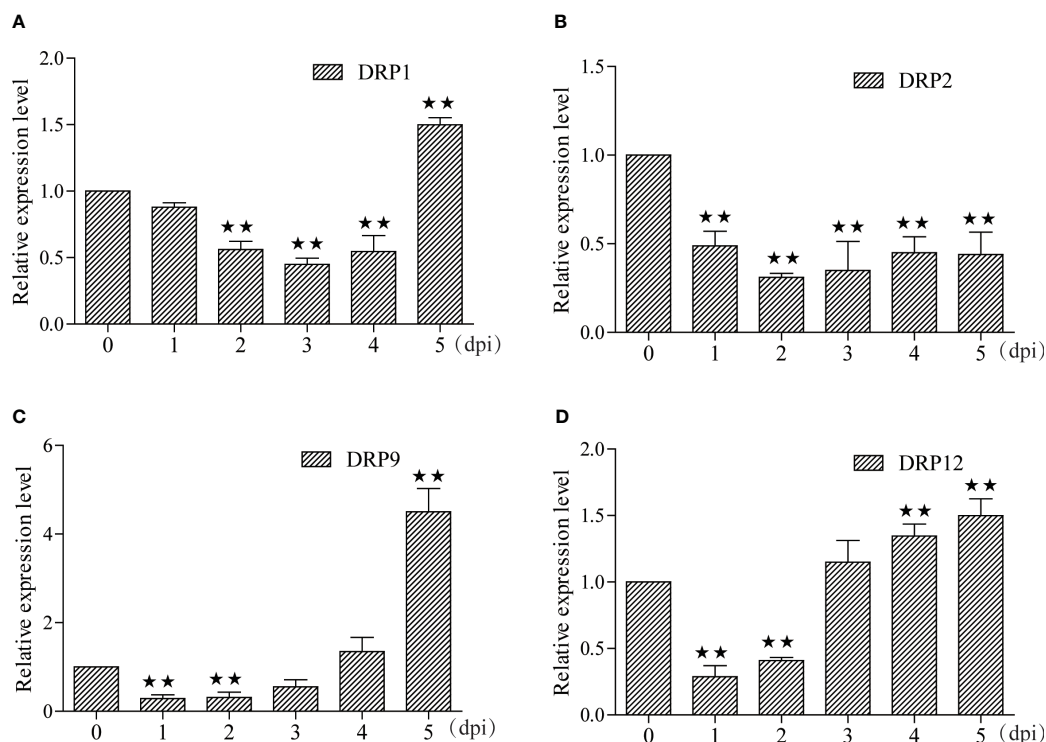 A
Relative expression level
2.0
1.5
1.0
0.5
0.0
DRP1
★★
★★
★★
★★
0 1 2 3 4 5 (dpi)
B
Relative expression level
1.5
1.0
0.5
0.0
DRP2
★★
★★
★★
★★
★★
0 1 2 3 4 5 (dpi)
C
Relative expression level
6
4
2
0
DRP9
★★
★★
★★
0 1 2 3 4 5 (dpi)
D
Relative expression level
2.0
1.5
1.0
0.5
0.0
DRP12
★★
★★
★★
★★
0 1 2 3 4 5 (dpi)